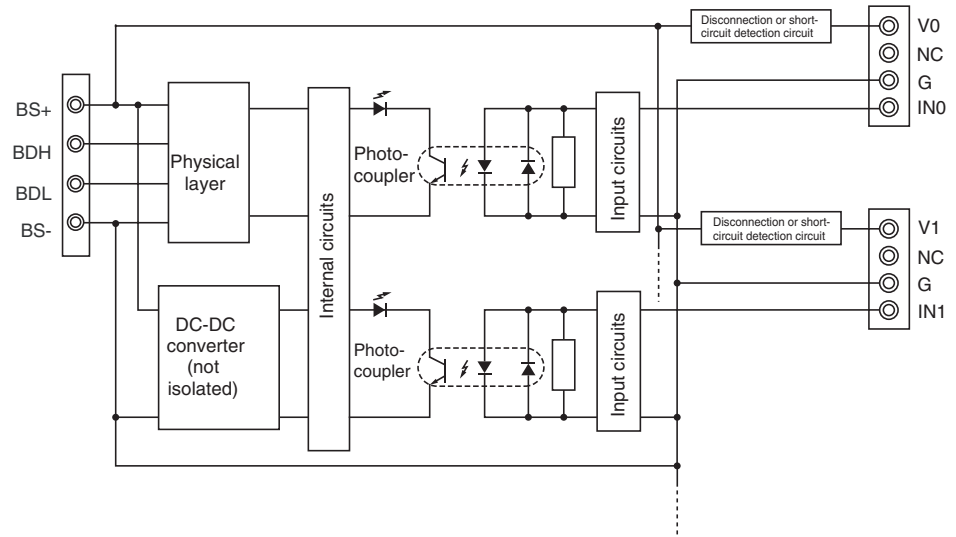 Disconnection or short-
circuit detection circuit
V0
NC
G
IN0
BS+
BDH
BDL
BS-
Physical
layer
Internal circuits
Photo-
coupler
Input circuits
Disconnection or short-
circuit detection circuit
V1
NC
G
IN1
DC-DC
converter
(not
isolated)
Photo-
coupler
Input circuits